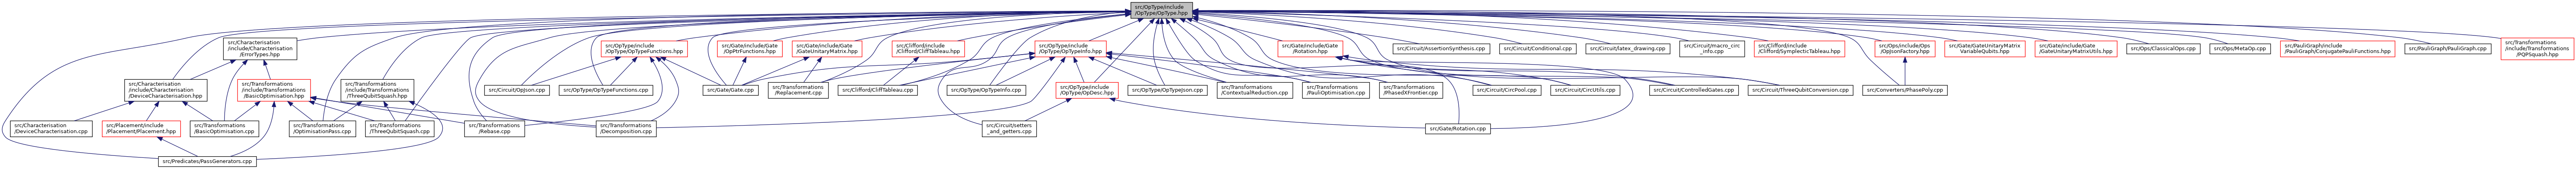 src/OpType/include
/OpType/OpType.hpp
src/Characterisation
/include/Characterisation
/ErrorTypes.hpp
src/OpType/include
/OpType/OpTypeFunctions.hpp
src/Gate/include/Gate
/OpPtrFunctions.hpp
src/Gate/include/Gate
/GateUnitaryMatrix.hpp
src/Clifford/include
/Clifford/CliffTableau.hpp
src/OpType/include
/OpType/OpTypeInfo.hpp
src/Gate/include/Gate
/Rotation.hpp
src/Circuit/AssertionSynthesis.cpp
src/Circuit/Conditional.cpp
src/Circuit/latex_drawing.cpp
src/Circuit/macro_circ
_info.cpp
src/Clifford/include
/Clifford/SymplecticTableau.hpp
src/Ops/include/Ops
/OpJsonFactory.hpp
src/Gate/GateUnitaryMatrix
VariableQubits.hpp
src/Gate/include/Gate
/GateUnitaryMatrixUtils.hpp
src/Ops/ClassicalOps.cpp
src/Ops/MetaOp.cpp
src/PauliGraph/include
/PauliGraph/ConjugatePauliFunctions.hpp
src/PauliGraph/PauliGraph.cpp
src/Transformations
/include/Transformations
/PQPSquash.hpp
src/Characterisation
/include/Characterisation
/DeviceCharacterisation.hpp
src/Transformations
/include/Transformations
/BasicOptimisation.hpp
src/Transformations
/include/Transformations
/ThreeQubitSquash.hpp
src/Circuit/OpJson.cpp
src/OpType/OpTypeFunctions.cpp
src/Gate/Gate.cpp
src/Transformations
/Replacement.cpp
src/Clifford/CliffTableau.cpp
src/OpType/OpTypeInfo.cpp
src/OpType/include
/OpType/OpDesc.hpp
src/OpType/OpTypeJson.cpp
src/Transformations
/ContextualReduction.cpp
src/Transformations
/PauliOptimisation.cpp
src/Transformations
/PhasedXFrontier.cpp
src/Circuit/CircPool.cpp
src/Circuit/CircUtils.cpp
src/Circuit/ControlledGates.cpp
src/Circuit/ThreeQubitConversion.cpp
src/Converters/PhasePoly.cpp
src/Characterisation
/DeviceCharacterisation.cpp
src/Placement/include
/Placement/Placement.hpp
src/Transformations
/BasicOptimisation.cpp
src/Transformations
/OptimisationPass.cpp
src/Transformations
/ThreeQubitSquash.cpp
src/Transformations
/Rebase.cpp
src/Transformations
/Decomposition.cpp
src/Circuit/setters
_and_getters.cpp
src/Gate/Rotation.cpp
src/Predicates/PassGenerators.cpp